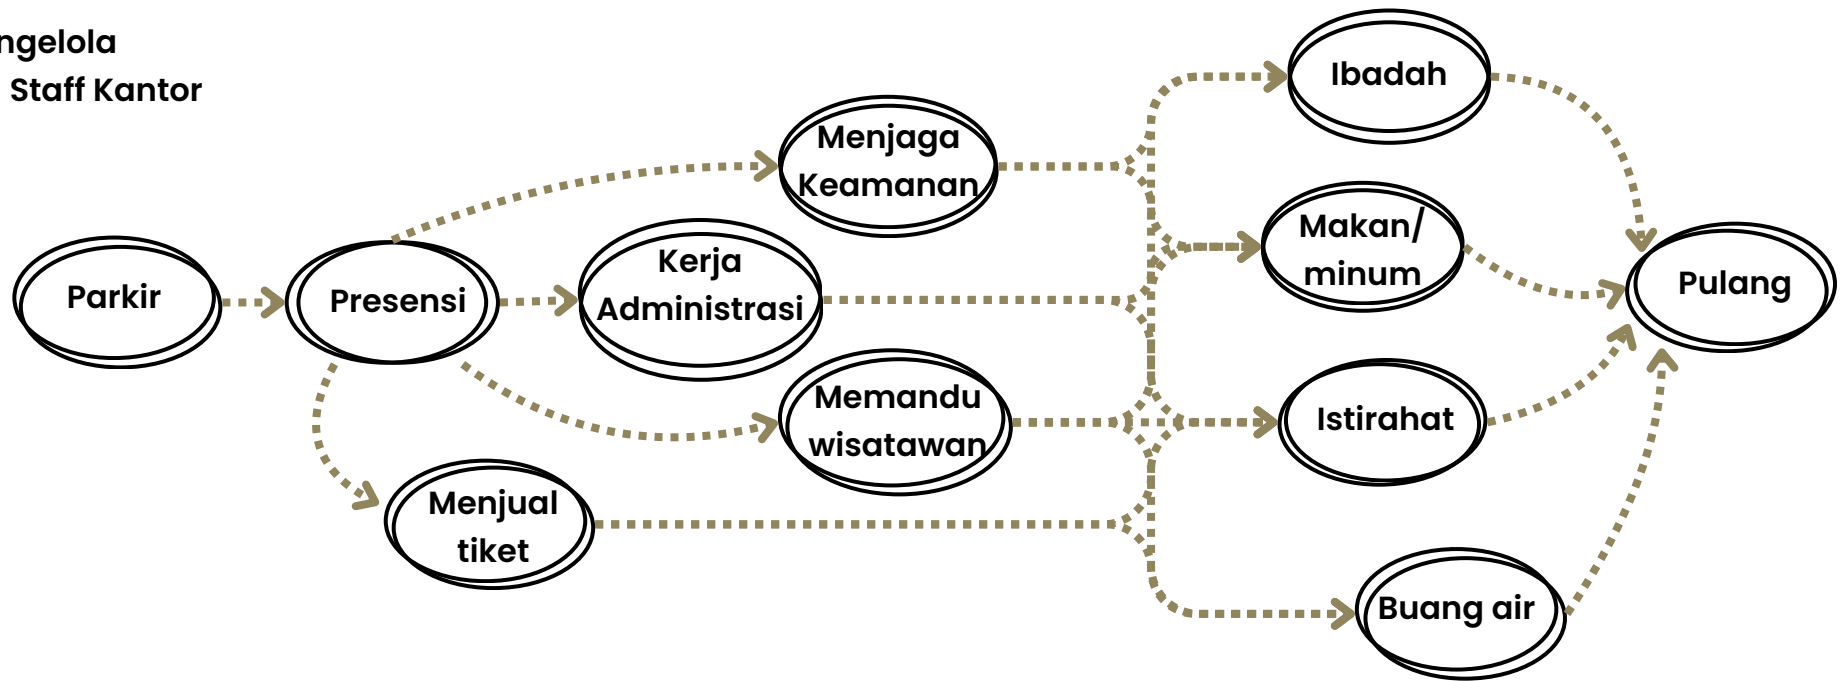 ngelola
Staff Kantor
Ibadah
Menjaga
Keamanan
Makan/
minum
Kerja
Administrasi
Parkir
Presensi
Pulang
Memandu
wisatawan
Istirahat
Menjual
tiket
Buang air